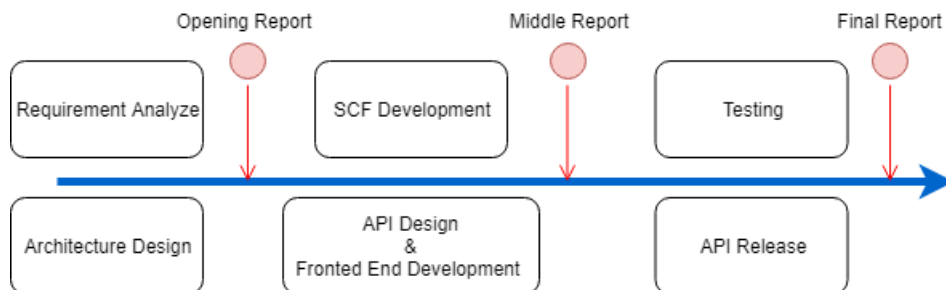 Opening Report
Middle Report
Final Report
Requirement Analyze
SCF Development
Testing
Architecture Design
API Design
&
Fronted End Development
API Release